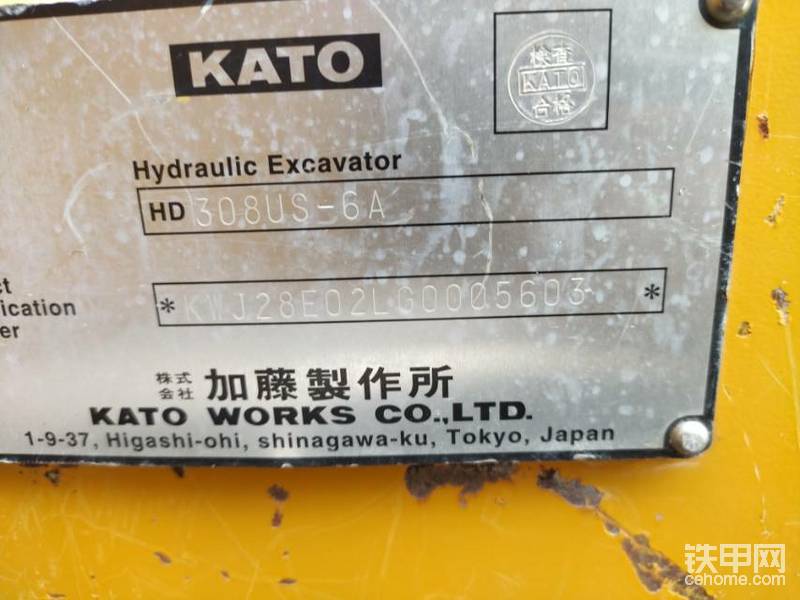 KATO
検査
KATO
合格
Hydraulic Excavator
HD 308US-6A
ct
ication
er
* KWJ28E02LG0005603 *
株式会社 加藤製作所
KATO WORKS CO.,LTD.
1-9-37, Higashi-ohi, shinagawa-ku, Tokyo, Japan
铁甲网
cehome.com